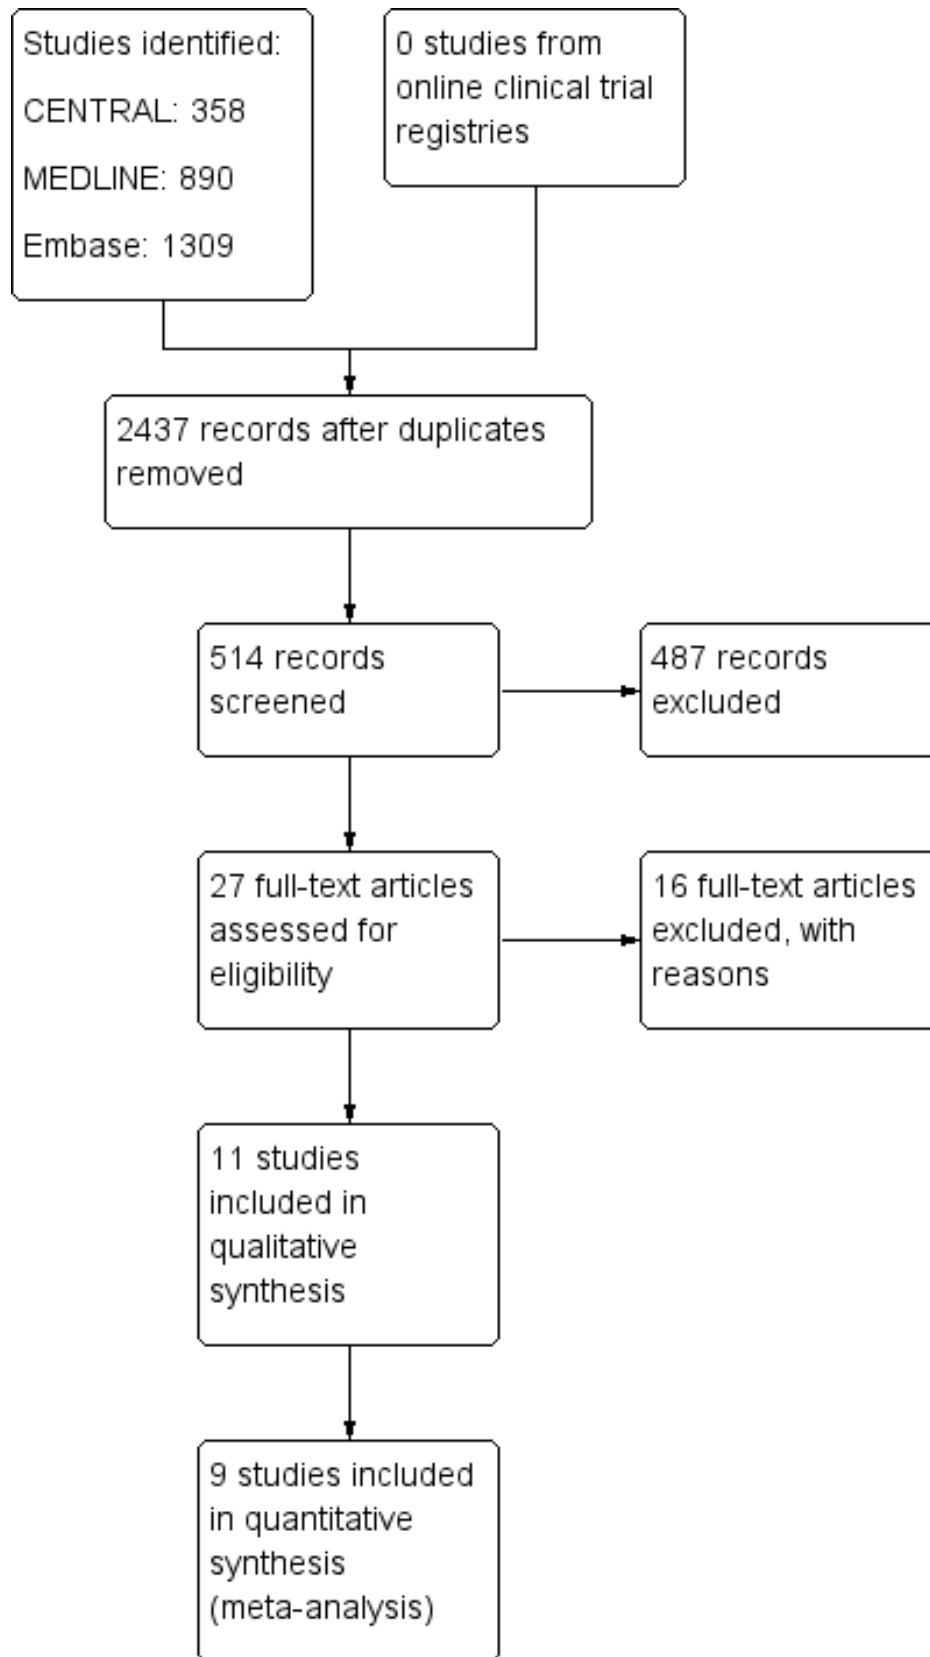 Studies identified:
CENTRAL: 358
MEDLINE: 890
Embase: 1309
0 studies from
online clinical trial
registries
2437 records after duplicates
removed
514 records
screened
487 records
excluded
27 full-text articles
assessed for
eligibility
16 full-text articles
excluded, with
reasons
11 studies
included in
qualitative
synthesis
9 studies included
in quantitative
synthesis
(meta-analysis)